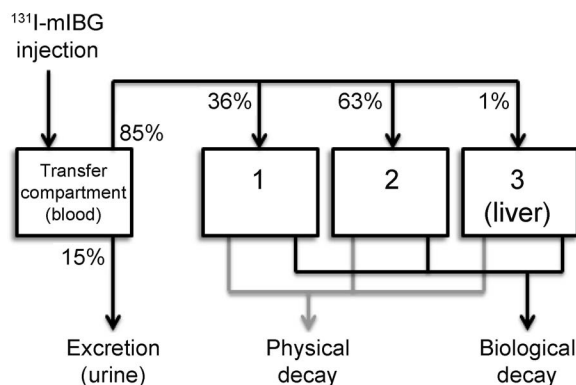 ¹³¹I-mIBG
injection
36%
63%
1%
85%
Transfer
compartment
(blood)
1
2
3
(liver)
15%
Excretion
(urine)
Physical
decay
Biological
decay